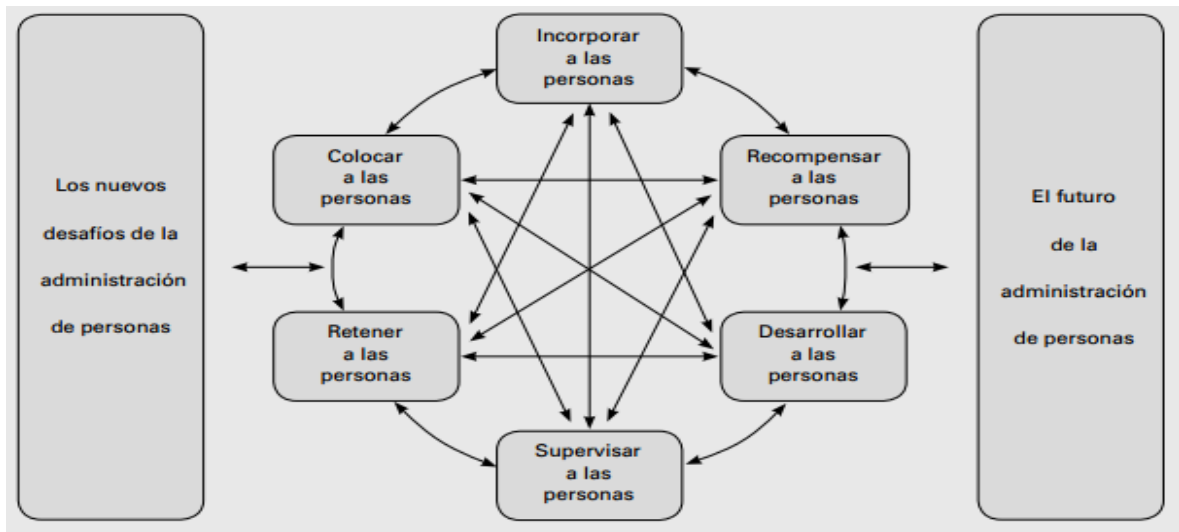 Los nuevos
desafíos de la
administración
de personas
Incorporar
a las
personas
Colocar
a las
personas
Recompensar
a las
personas
Retener
a las
personas
Desarrollar
a las
personas
Supervisar
a las
personas
El futuro
de la
administración
de personas